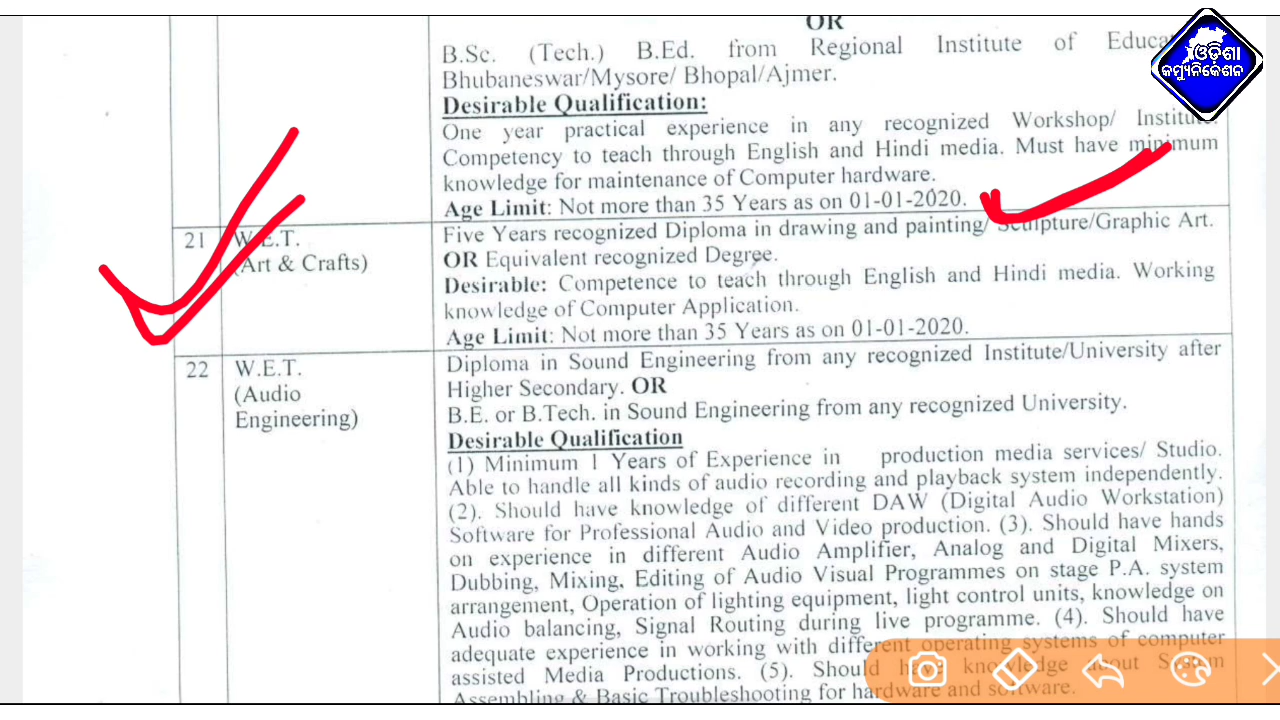 OR
B.Sc. (Tech.) B.Ed. from Regional Institute of
Bhubaneswar/Mysore/ Bhopal/Ajmer.
Desirable Qualification:
One year practical experience in any recognized Workshop/
Competency to teach through English and Hindi media. Must have minimum
knowledge for maintenance of Computer hardware.
Age Limit: Not more than 35 Years as on 01-01-2020.
21
W.E.T.
(Art & Crafts)
Five Years recognized Diploma in drawing and painting/ Sculpture/Graphic Art.
OR Equivalent recognized Degree.
Desirable: Competence to teach through English and Hindi media. Working
knowledge of Computer Application.
Age Limit: Not more than 35 Years as on 01-01-2020.
22
W.E.T.
(Audio
Engineering)
Diploma in Sound Engineering from any recognized Institute/University after
Higher Secondary. OR
B.E. or B.Tech. in Sound Engineering from any recognized University.
Desirable Qualification
(1) Minimum 1 Years of Experience in production media services/ Studio.
Able to handle all kinds of audio recording and playback system independently.
(2). Should have knowledge of different DAW (Digital Audio Workstation)
Software for Professional Audio and Video production. (3). Should have hands
on experience in different Audio Amplifier, Analog and Digital Mixers,
Dubbing, Mixing, Editing of Audio Visual Programmes on stage P.A. system
arrangement, Operation of lighting equipment, light control units, knowledge on
Audio balancing, Signal Routing during live programme. (4). Should have
adequate experience in working with different operating systems of computer
assisted Media Productions. (5). Should have knowledge about System
Assembling & Basic Troubleshooting for hardware and software.
ଓଡ଼ିଶା
କମ୍ୟୁନିକେଶନ